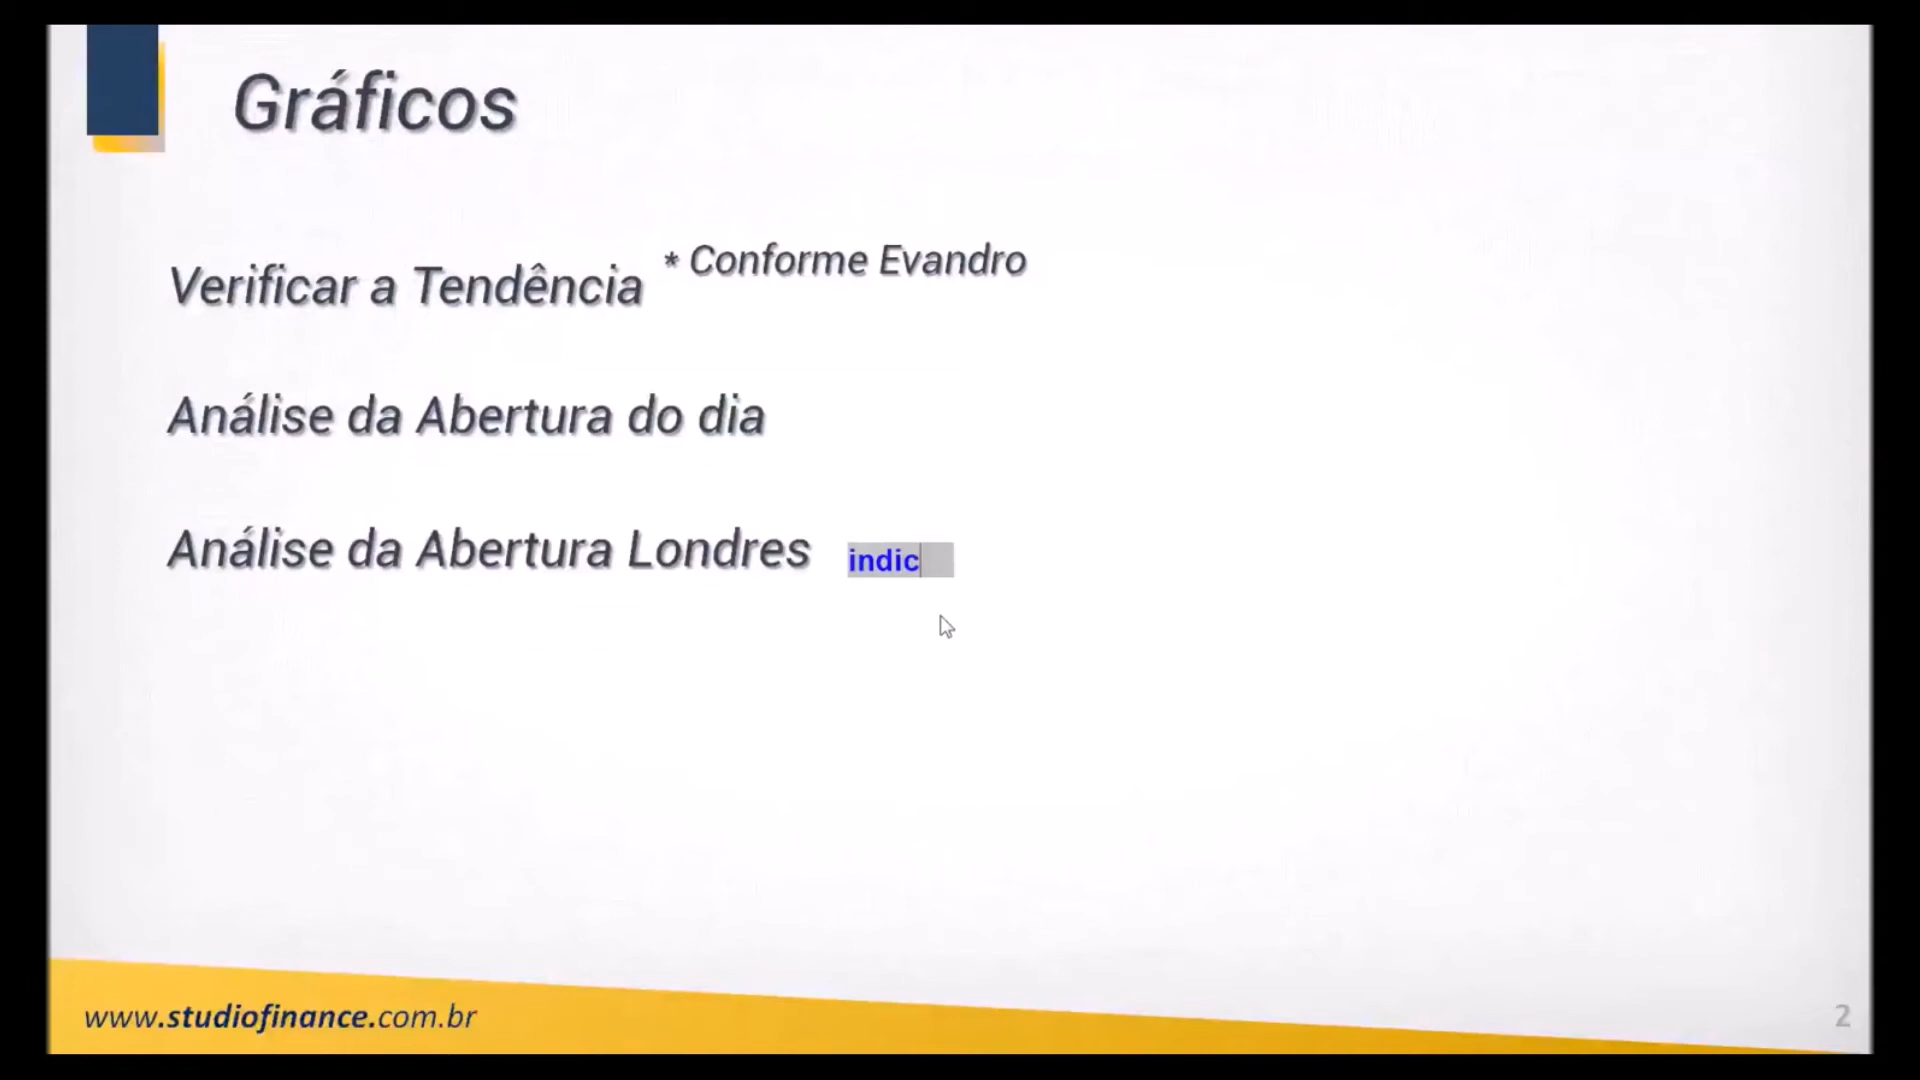 Gráficos
Verificar a Tendência * Conforme Evandro
Análise da Abertura do dia
Análise da Abertura Londres indic
www.studiofinance.com.br
2